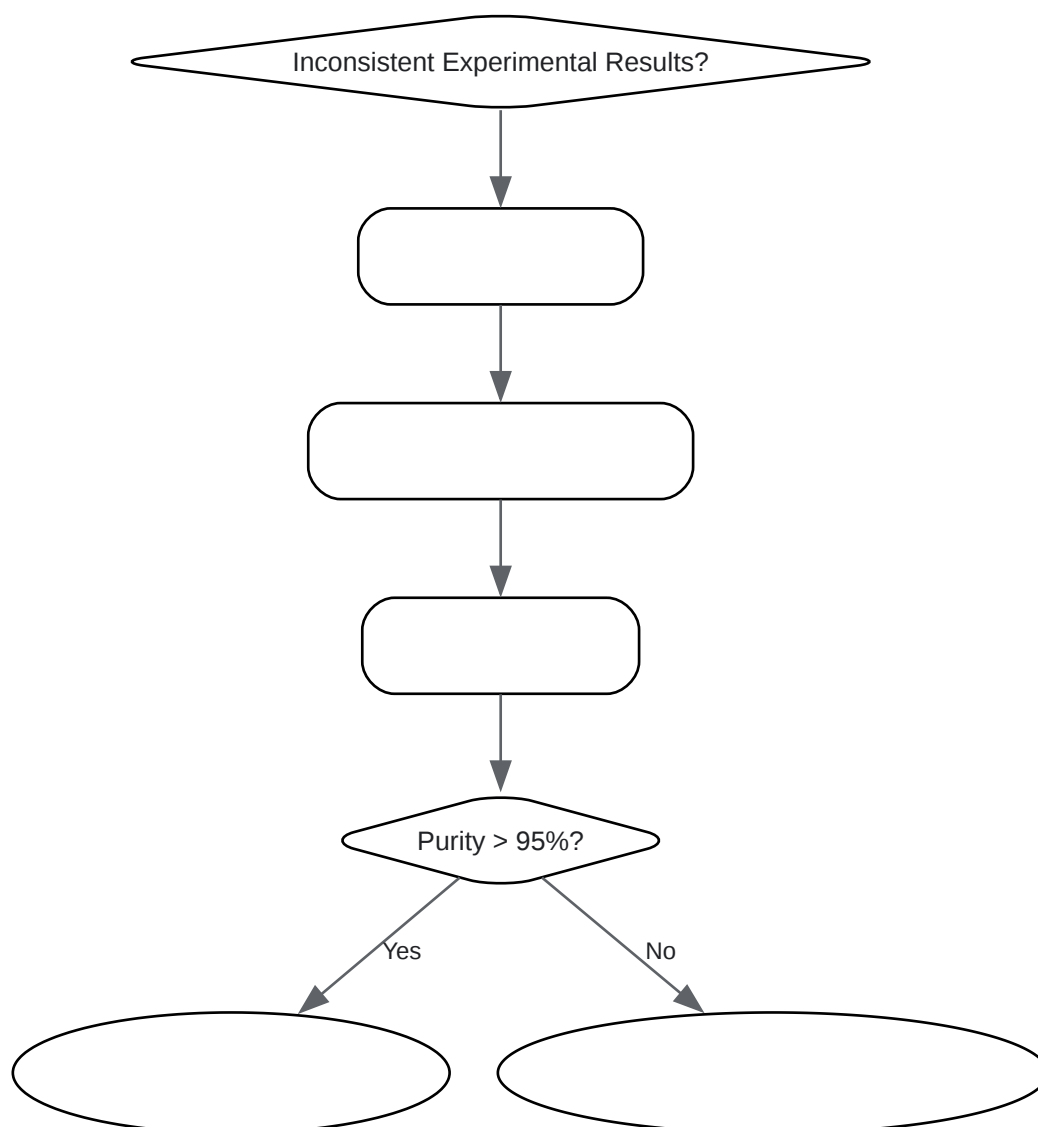 Inconsistent Experimental Results?
Purity > 95%?
Yes
No